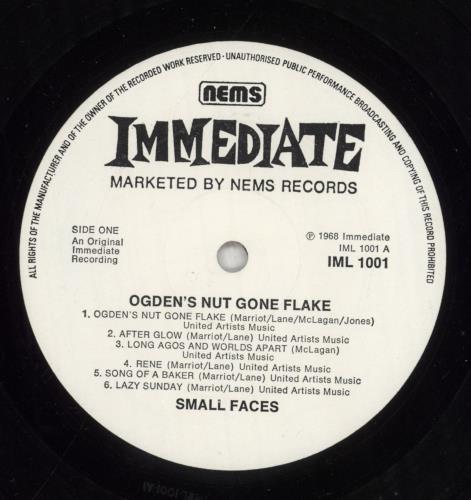 ALL RIGHTS OF THE MANUFACTURER AND OF THE OWNER OF THE RECORDED WORK RESERVED - UNAUTHORISED PUBLIC PERFORMANCE BROADCASTING AND COPYING OF THIS RECORD PROHIBITED
nems
IMMEDIATE
MARKETED BY NEMS RECORDS
SIDE ONE
An Original
Immediate
Recording
℗ 1968 Immediate
IML 1001 A
IML 1001
OGDEN'S NUT GONE FLAKE
1. OGDEN'S NUT GONE FLAKE (Marriot/Lane/McLagan/Jones)
United Artists Music
2. AFTER GLOW (Marriot/Lane) United Artists Music
3. LONG AGOS AND WORLDS APART (McLagan)
United Artists Music
4. RENE (Marriot/Lane) United Artists Music
5. SONG OF A BAKER (Marriot/Lane) United Artists Music
6. LAZY SUNDAY (Marriot/Lane) United Artists Music
SMALL FACES